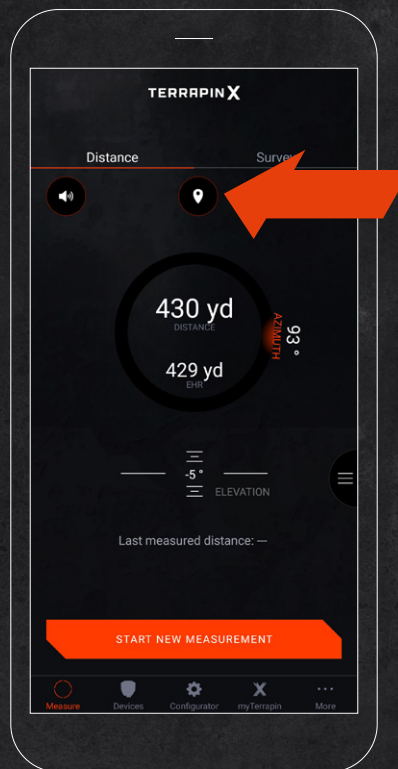 TERRAPIN X
Distance
Survey
430 yd
DISTANCE
429 yd
EHR
AZIMUTH
93°
-5°
ELEVATION
Last measured distance: ---
START NEW MEASUREMENT
Measure
Devices
Configurator
myTerrapin
More